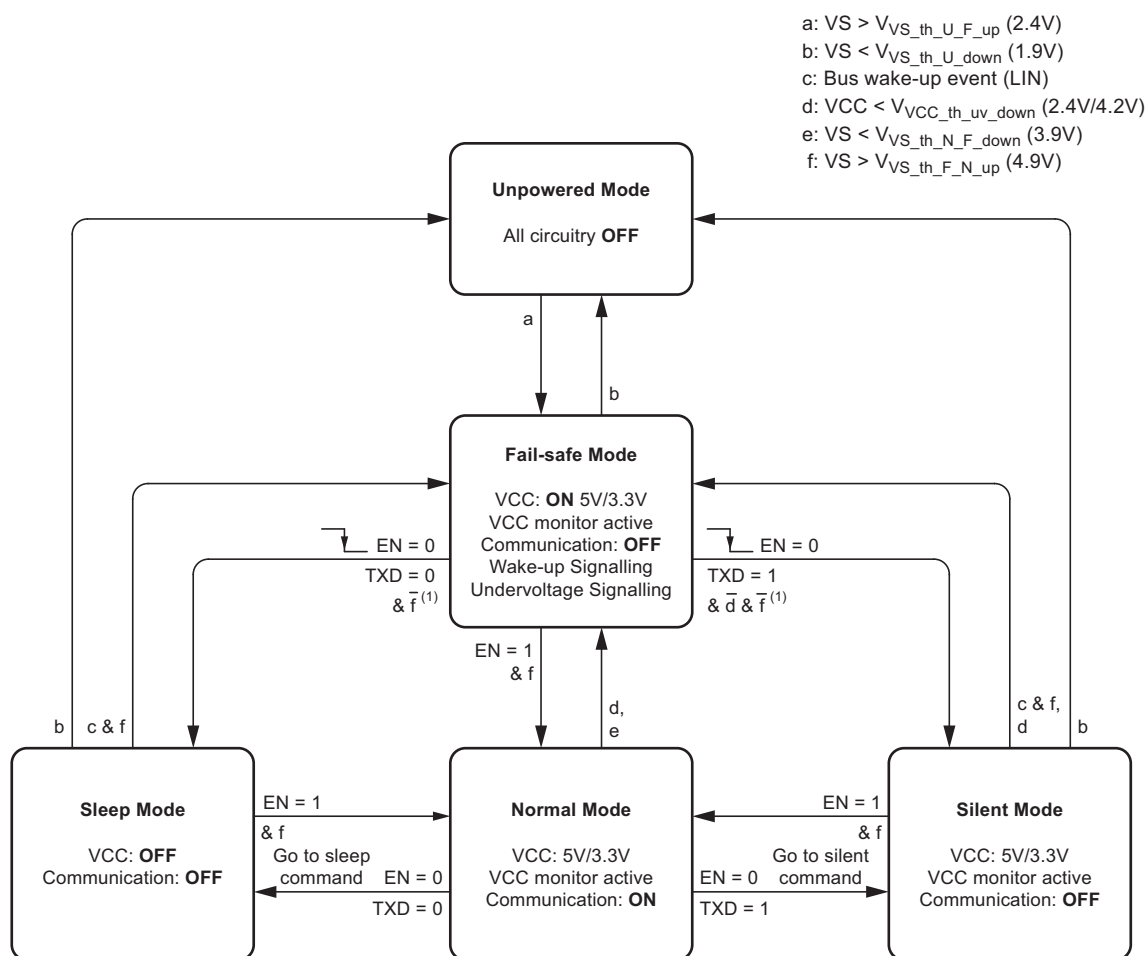 a: VS > V_VS_th_U_F_up (2.4V)
b: VS < V_VS_th_U_down (1.9V)
c: Bus wake-up event (LIN)
d: VCC < V_VCC_th_uv_down (2.4V/4.2V)
e: VS < V_VS_th_N_F_down (3.9V)
f: VS > V_VS_th_F_N_up (4.9V)
Unpowered Mode
All circuitry OFF
a
b
Fail-safe Mode
VCC: ON 5V/3.3V
VCC monitor active
Communication: OFF
Wake-up Signalling
Undervoltage Signalling
EN = 0
TXD = 0
& f̅ (1)
EN = 0
TXD = 1
& d̅ & f̅ (1)
EN = 1
& f
d,
e
b
c & f
c & f,
d
b
Sleep Mode
VCC: OFF
Communication: OFF
EN = 1
& f
Go to sleep
command
EN = 0
TXD = 0
Normal Mode
VCC: 5V/3.3V
VCC monitor active
Communication: ON
EN = 1
& f
Go to silent
command
EN = 0
TXD = 1
Silent Mode
VCC: 5V/3.3V
VCC monitor active
Communication: OFF